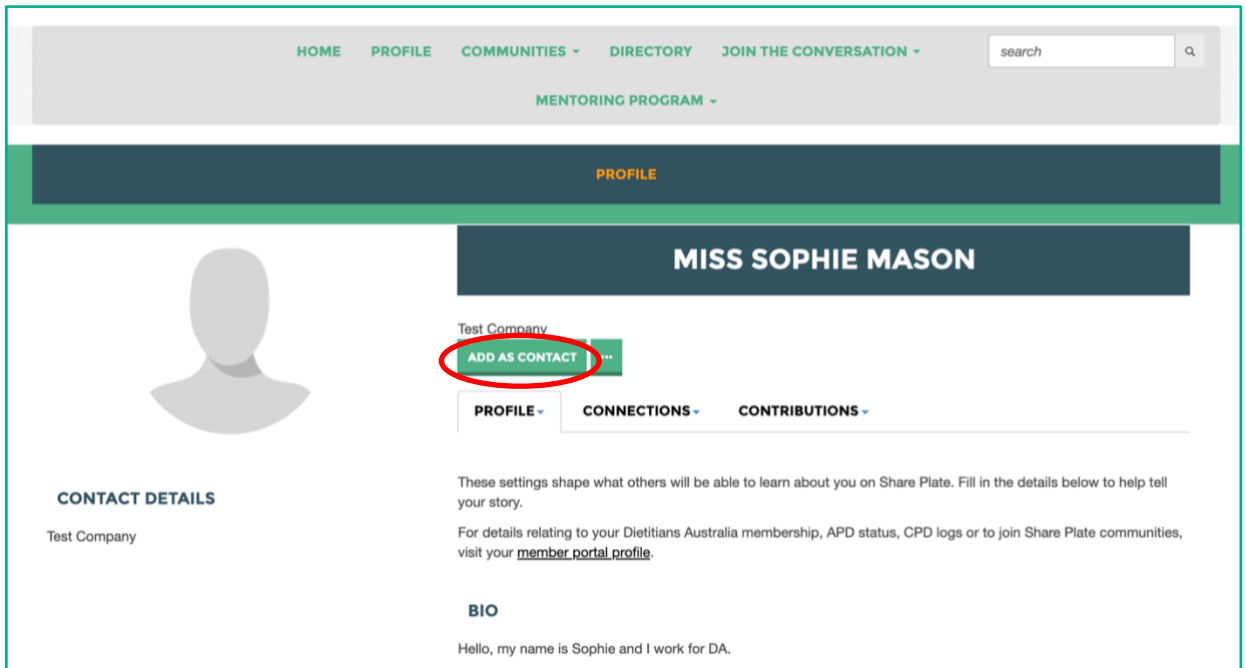 HOME PROFILE COMMUNITIES DIRECTORY JOIN THE CONVERSATION search
MENTORING PROGRAM
PROFILE
MISS SOPHIE MASON
Test Company
ADD AS CONTACT ...
PROFILE CONNECTIONS CONTRIBUTIONS
CONTACT DETAILS
Test Company
These settings shape what others will be able to learn about you on Share Plate. Fill in the details below to help tell
your story.
For details relating to your Dietitians Australia membership, APD status, CPD logs or to join Share Plate communities,
visit your member portal profile.
BIO
Hello, my name is Sophie and I work for DA.